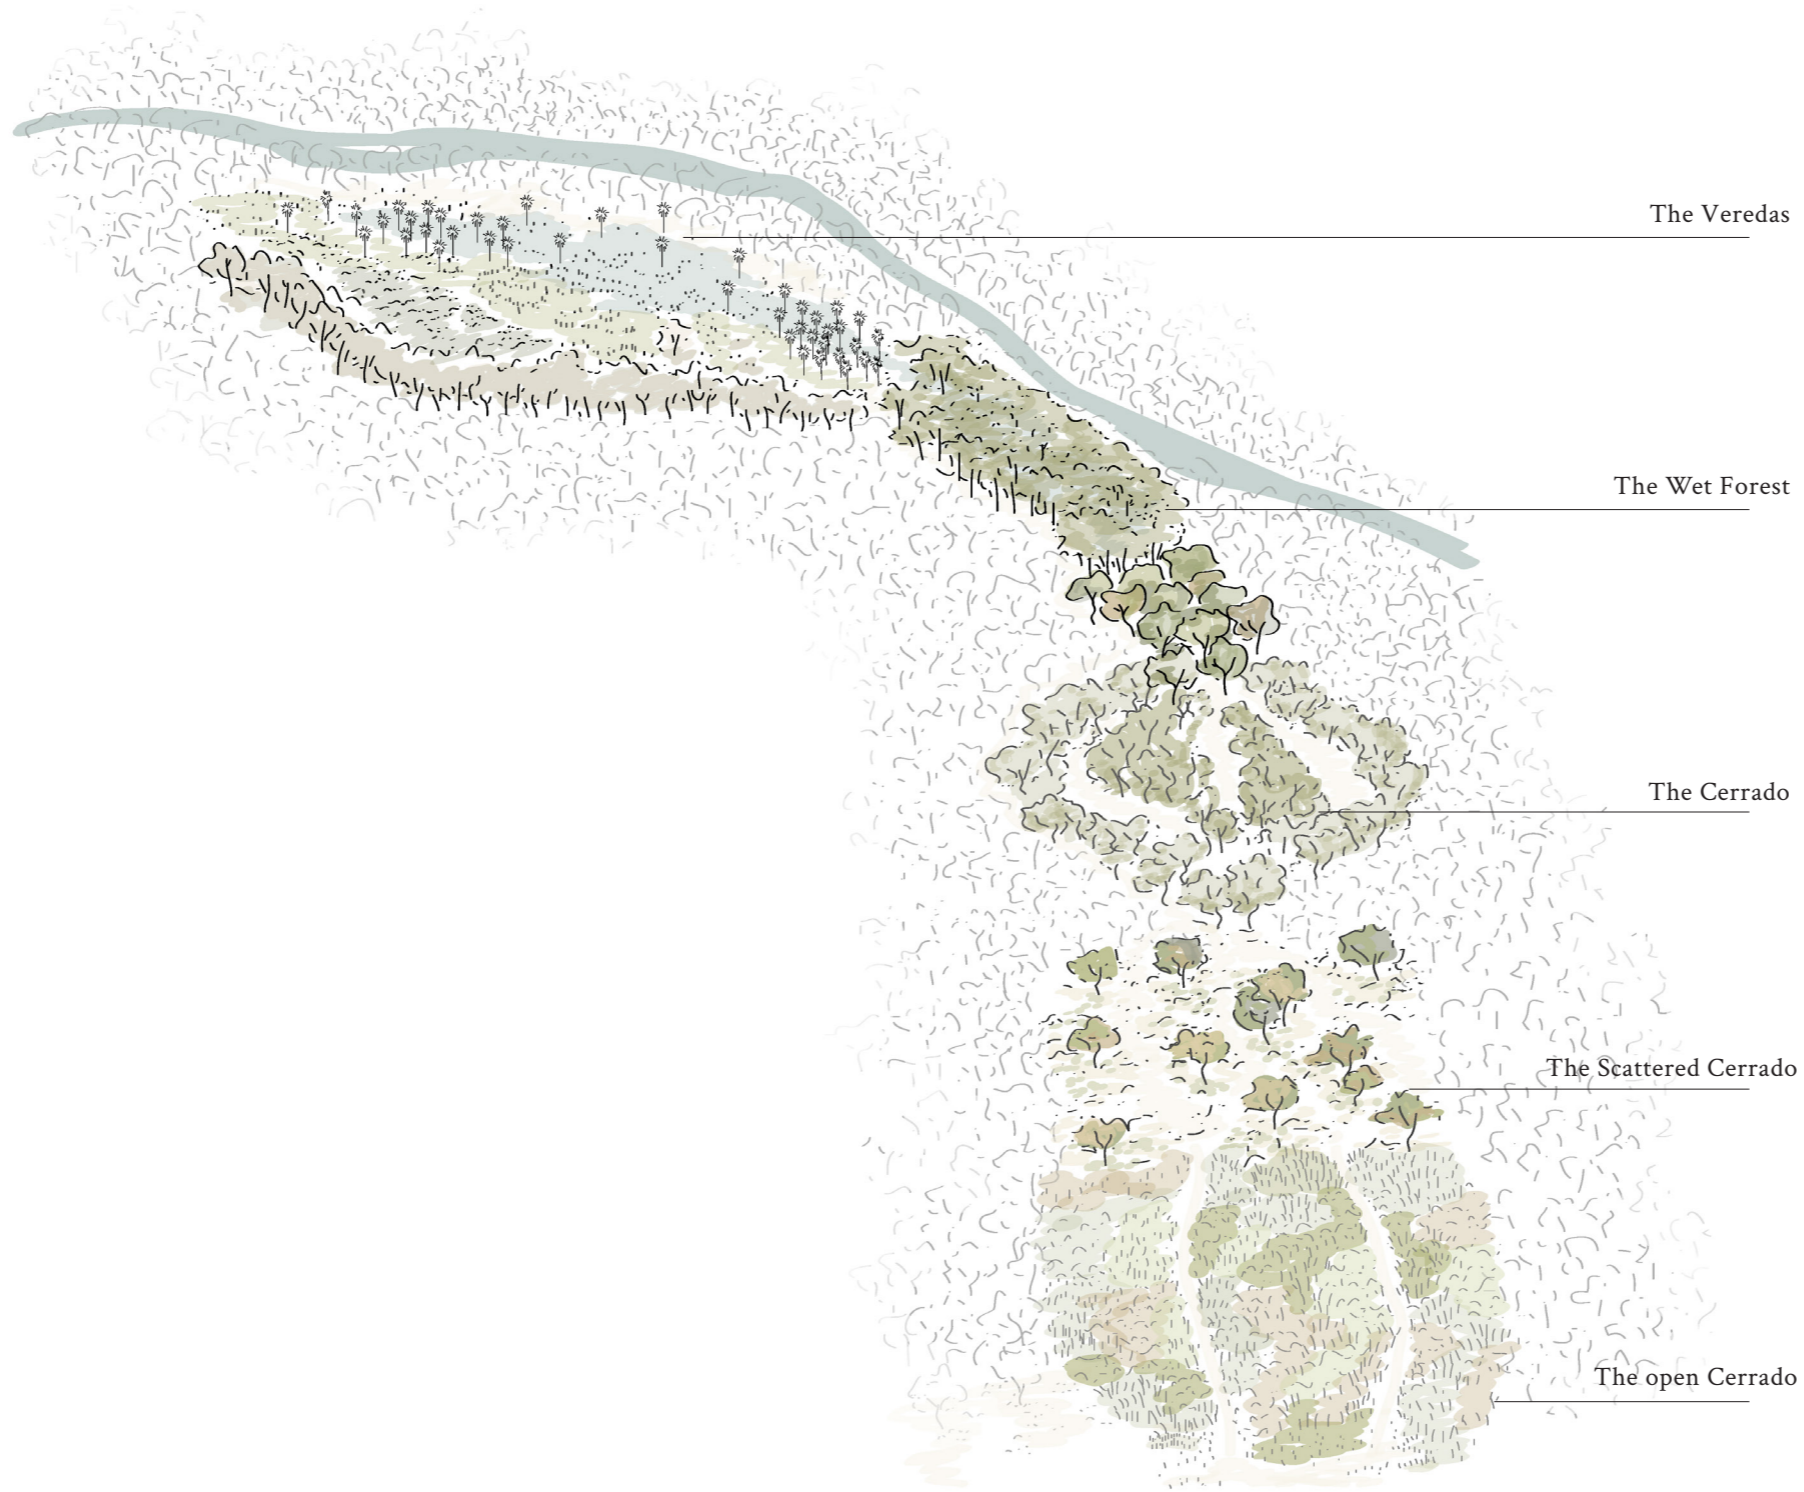 The Veredas
The Wet Forest
The Cerrado
The Scattered Cerrado
The open Cerrado